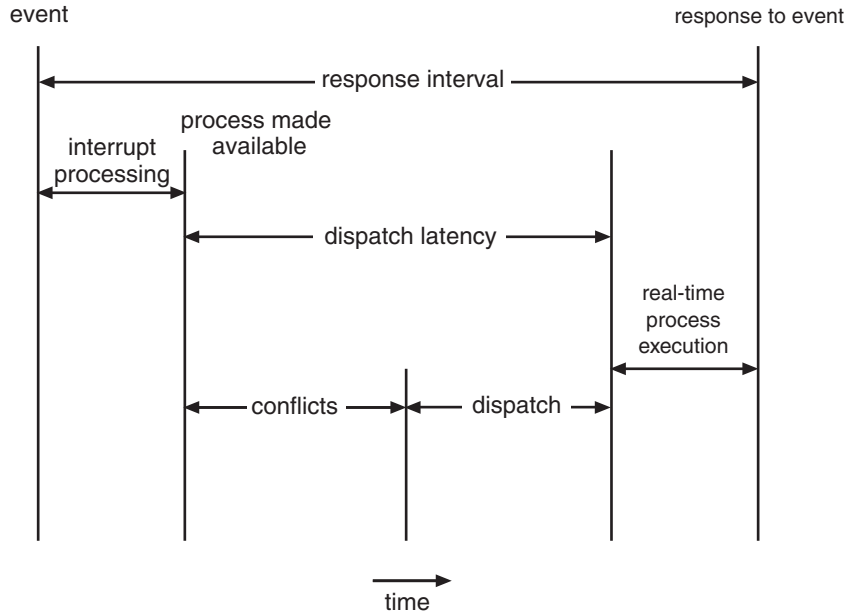 event
response to event
response interval
process made
available
interrupt
processing
dispatch latency
real-time
process
execution
conflicts
dispatch
time